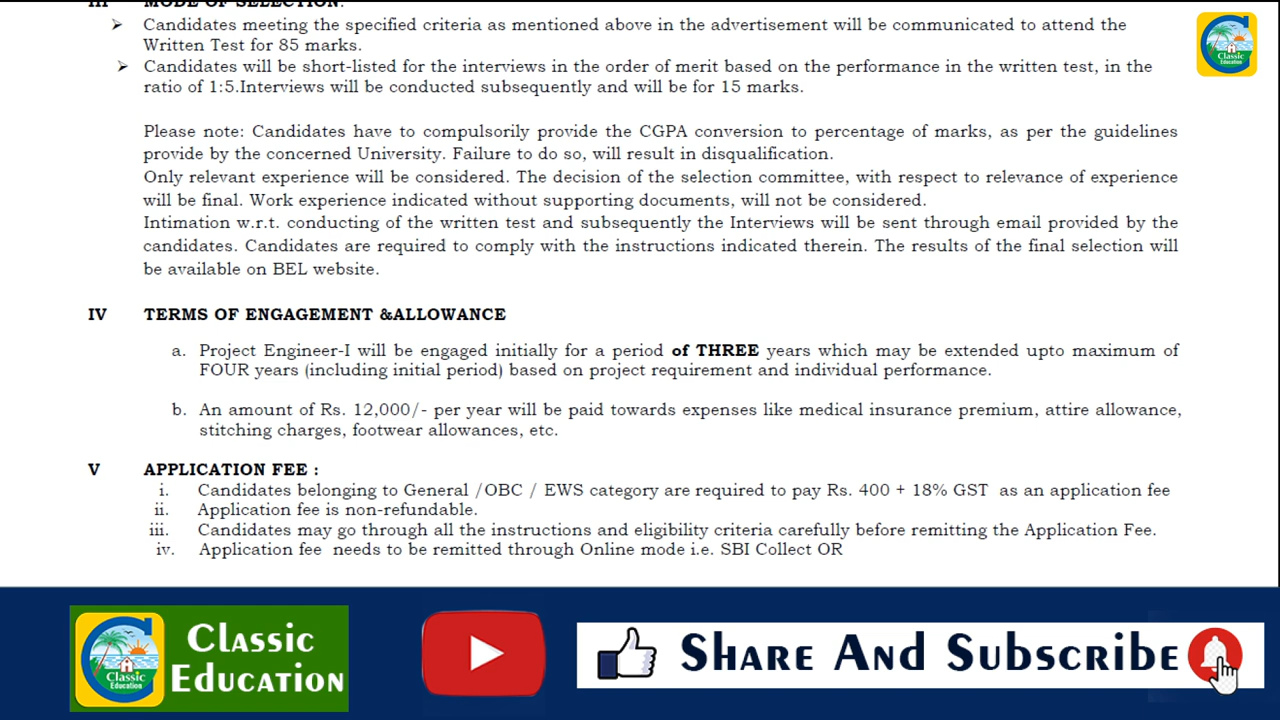 III MODE OF SELECTION:
➢ Candidates meeting the specified criteria as mentioned above in the advertisement will be communicated to attend the
Written Test for 85 marks.
➢ Candidates will be short-listed for the interviews in the order of merit based on the performance in the written test, in the
ratio of 1:5.Interviews will be conducted subsequently and will be for 15 marks.
Please note: Candidates have to compulsorily provide the CGPA conversion to percentage of marks, as per the guidelines
provide by the concerned University. Failure to do so, will result in disqualification.
Only relevant experience will be considered. The decision of the selection committee, with respect to relevance of experience
will be final. Work experience indicated without supporting documents, will not be considered.
Intimation w.r.t. conducting of the written test and subsequently the Interviews will be sent through email provided by the
candidates. Candidates are required to comply with the instructions indicated therein. The results of the final selection will
be available on BEL website.
IV TERMS OF ENGAGEMENT &ALLOWANCE
a. Project Engineer-I will be engaged initially for a period of THREE years which may be extended upto maximum of
FOUR years (including initial period) based on project requirement and individual performance.
b. An amount of Rs. 12,000/- per year will be paid towards expenses like medical insurance premium, attire allowance,
stitching charges, footwear allowances, etc.
V APPLICATION FEE :
i. Candidates belonging to General /OBC / EWS category are required to pay Rs. 400 + 18% GST as an application fee
ii. Application fee is non-refundable.
iii. Candidates may go through all the instructions and eligibility criteria carefully before remitting the Application Fee.
iv. Application fee needs to be remitted through Online mode i.e. SBI Collect OR
Classic
Education
Classic
Education
Classic
Education
Share And Subscribe